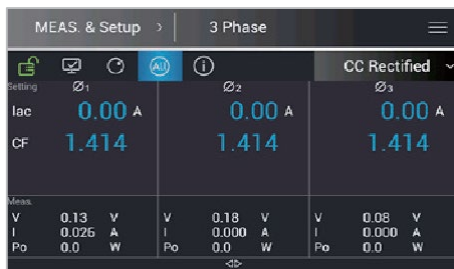 MEAS. & Setup > 3 Phase
All i CC Rectified
Setting Ø1 Ø2 Ø3
Iac 0.00 A 0.00 A 0.00 A
CF 1.414 1.414 1.414
Meas.
V 0.13 V V 0.18 V V 0.08 V
I 0.026 A I 0.000 A I 0.000 A
Po 0.0 W Po 0.0 W Po 0.0 W